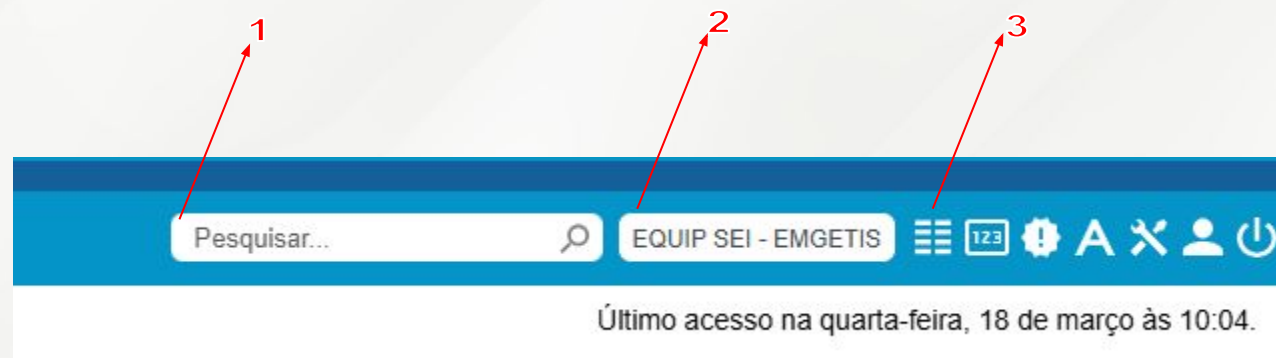 1 2 3
Pesquisar... EQUIP SEI - EMGETIS 123 A
Último acesso na quarta-feira, 18 de março às 10:04.